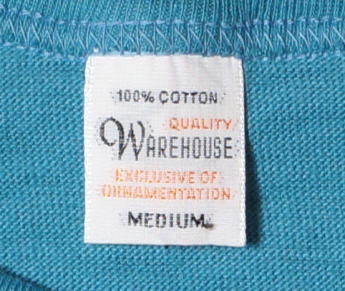 100% COTTON
QUALITY
WAREHOUSE
EXCLUSIVE OF
ORNAMENTATION
MEDIUM